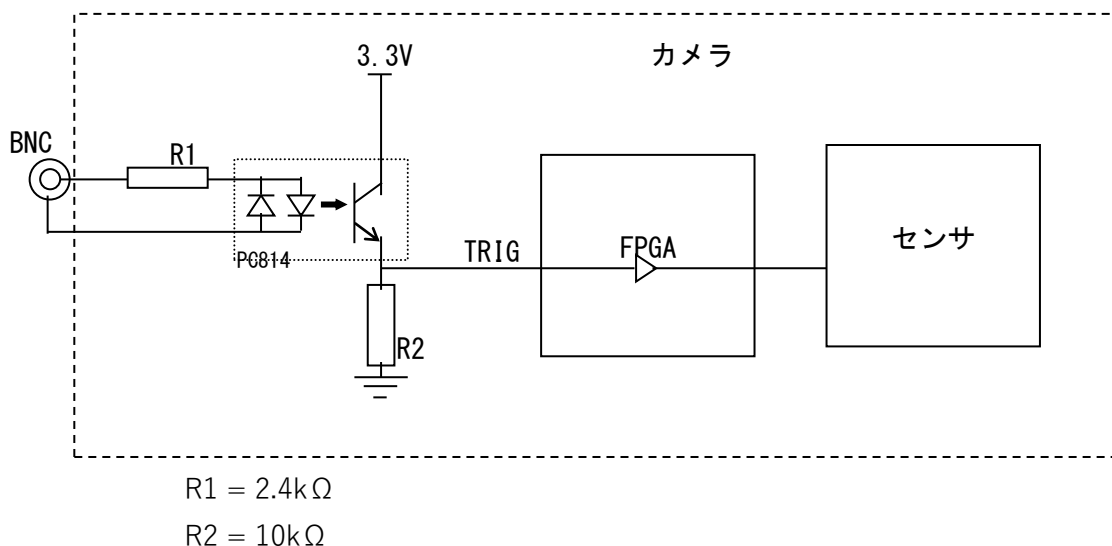 カメラ
3.3V
BNC
R1
PC814
TRIG
FPGA
センサ
R2
R1 = 2.4kΩ
R2 = 10kΩ